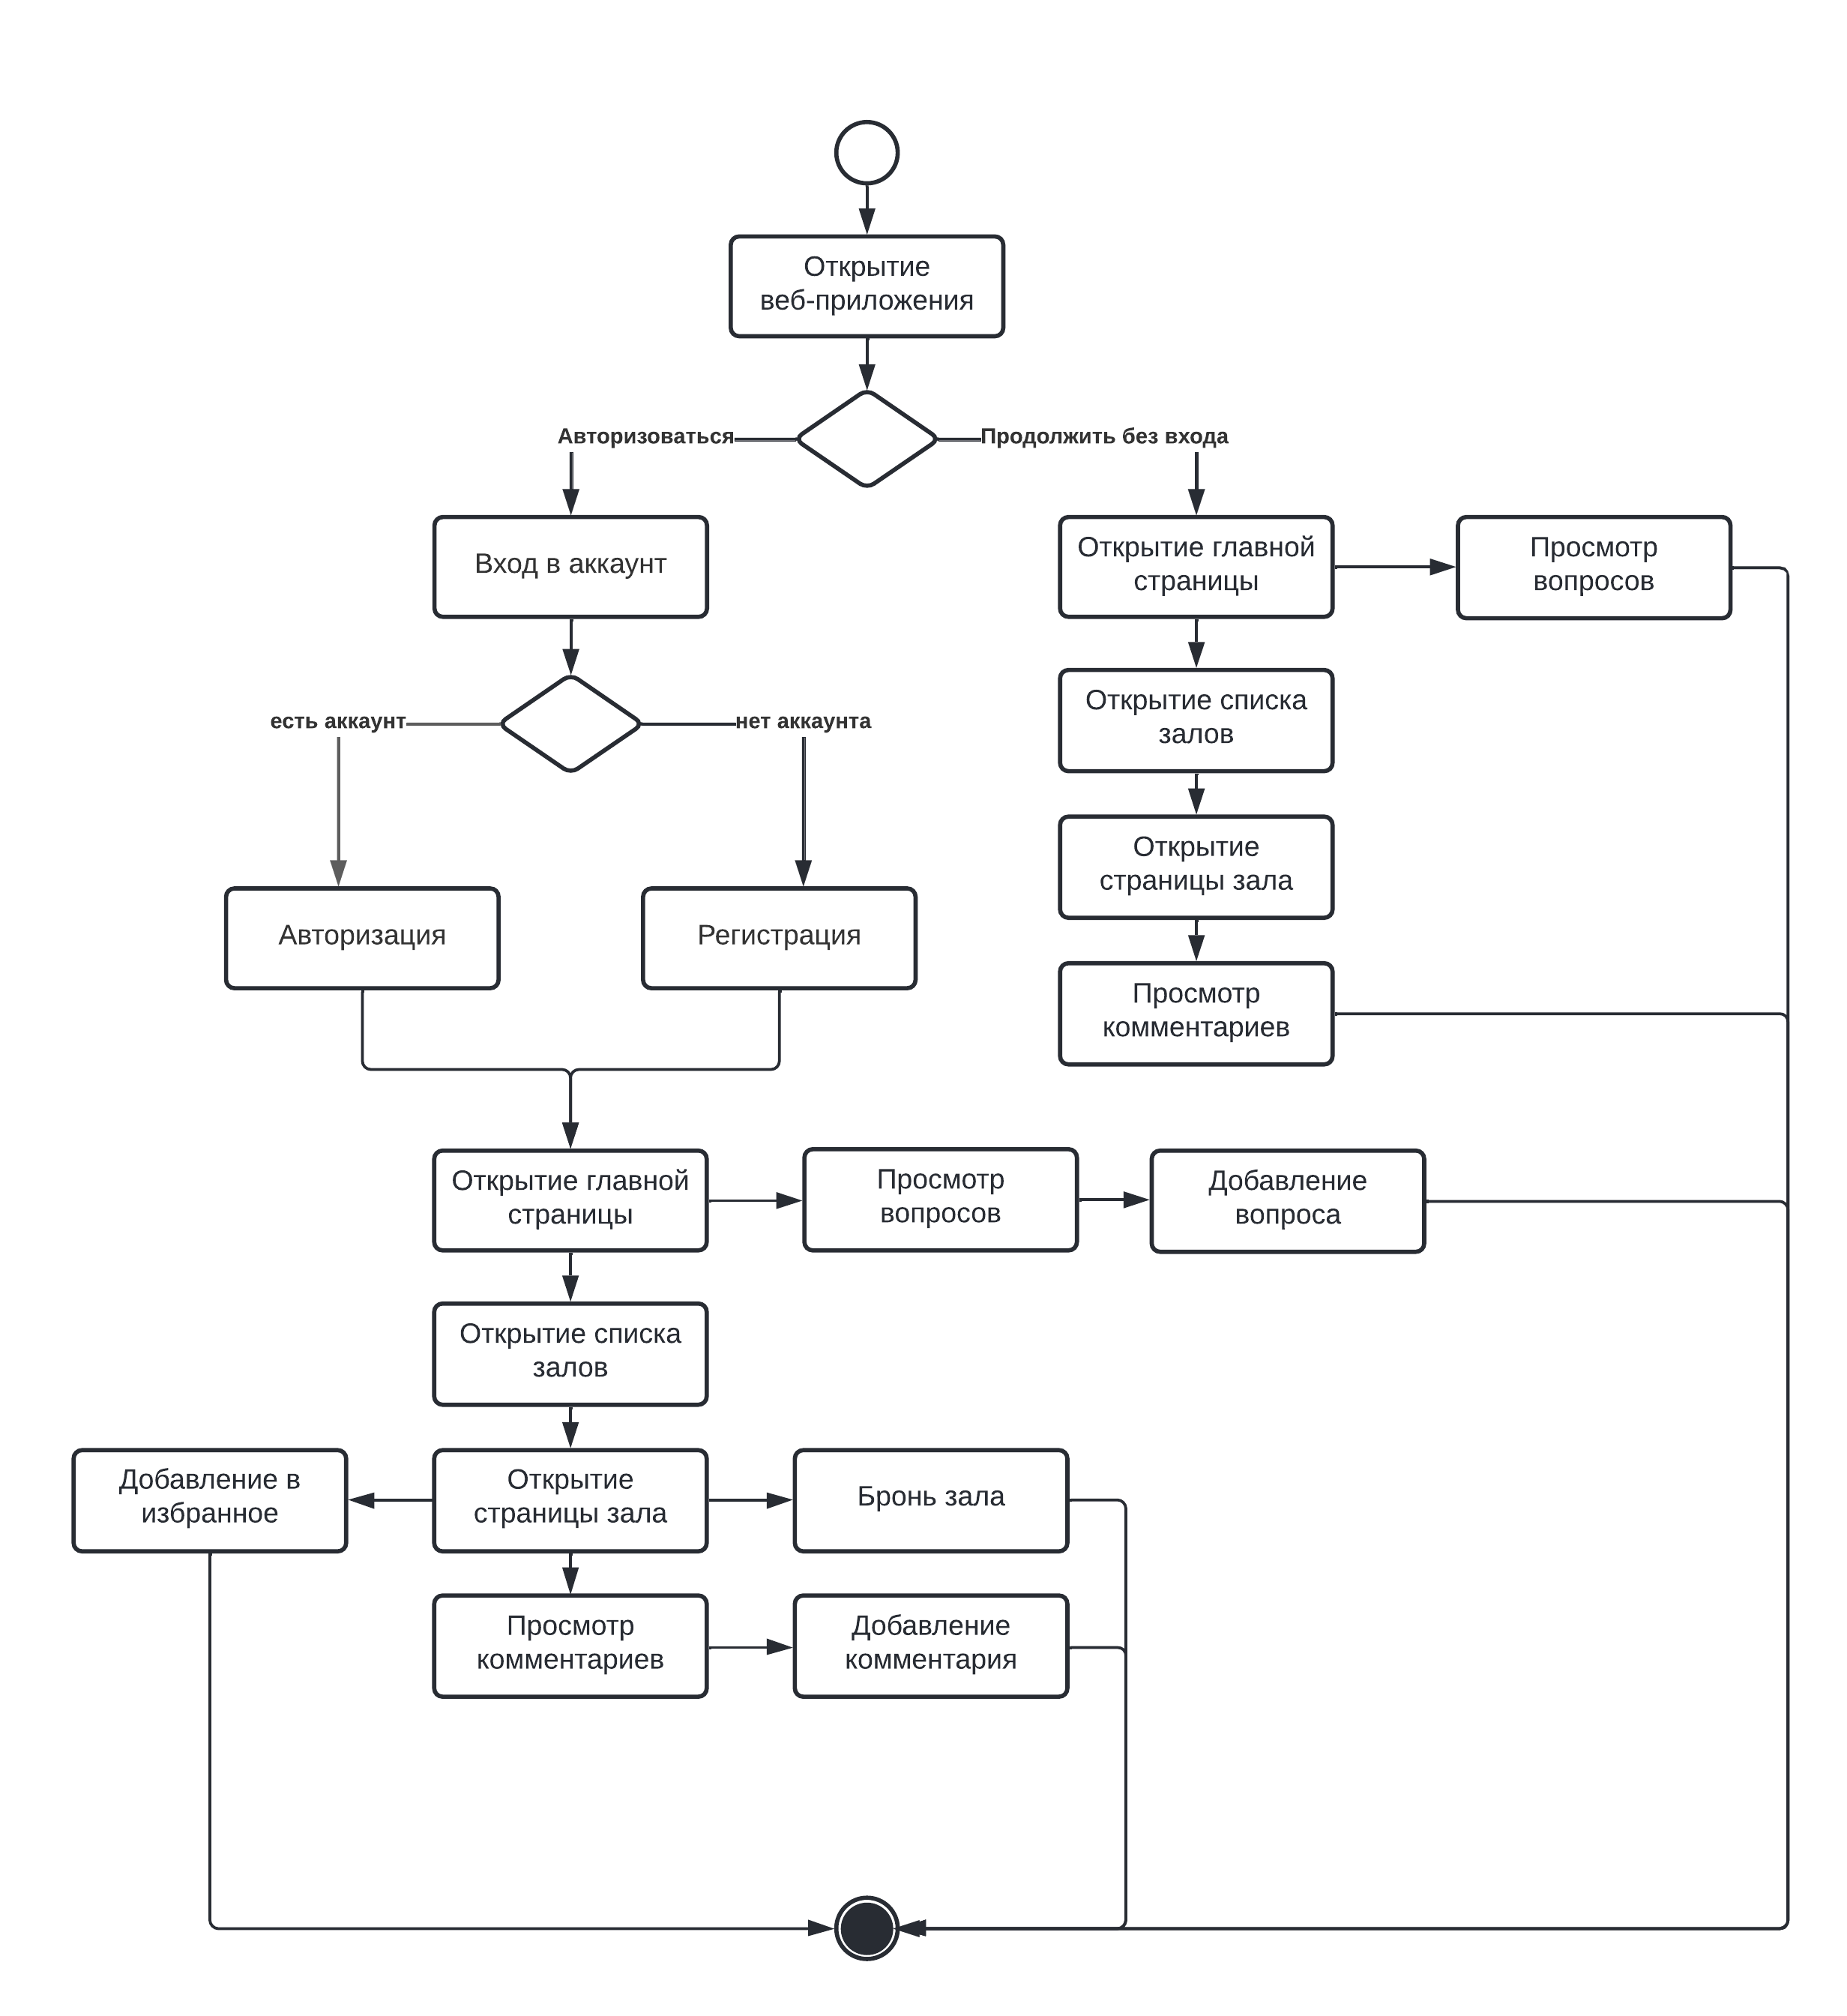 Открытие
веб-приложения
Авторизоваться
Продолжить без входа
Вход в аккаунт
Открытие главной
страницы
Просмотр
вопросов
есть аккаунт
нет аккаунта
Открытие списка
залов
Открытие
страницы зала
Авторизация
Регистрация
Просмотр
комментариев
Открытие главной
страницы
Просмотр
вопросов
Добавление
вопроса
Открытие списка
залов
Добавление в
избранное
Открытие
страницы зала
Бронь зала
Просмотр
комментариев
Добавление
комментария